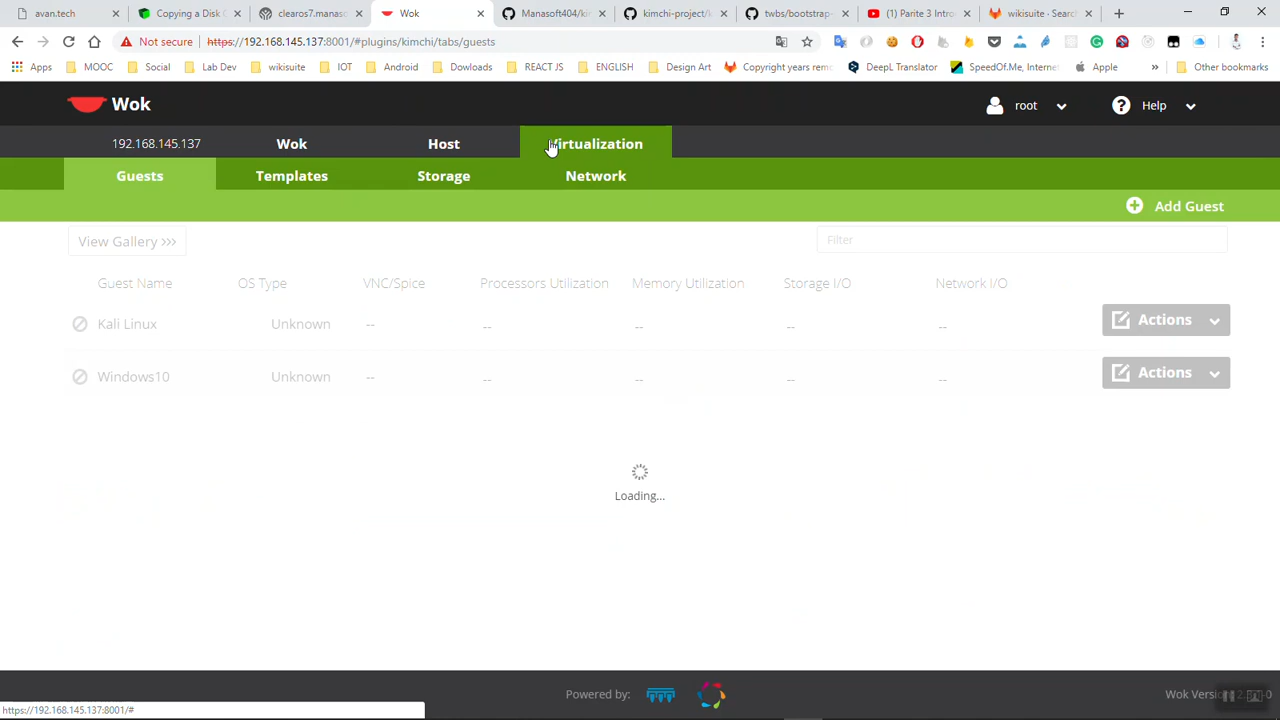 avan.tech
Copying a Disk
clearos7.manaso
Wok
Manasoft404/ki
kimchi-project/
twbs/bootstrap-
(1) Parite 3 Intro
wikisuite · Searc
Not secure https://192.168.145.137:8001/#plugins/kimchi/tabs/guests
Apps MOOC Social Lab Dev wikisuite IOT Android Dowloads REACT JS ENGLISH Design Art Copyright years rem DeepL Translator SpeedOf.Me, Internet Apple » Other bookmarks
Wok root Help
192.168.145.137 Wok Host Virtualization
Guests Templates Storage Network
Add Guest
View Gallery >>> Filter
Guest Name OS Type VNC/Spice Processors Utilization Memory Utilization Storage I/O Network I/O
Kali Linux Unknown -- -- -- -- -- Actions
Windows10 Unknown -- -- -- -- -- Actions
Loading...
Powered by: Wok Version
https://192.168.145.137:8001/#